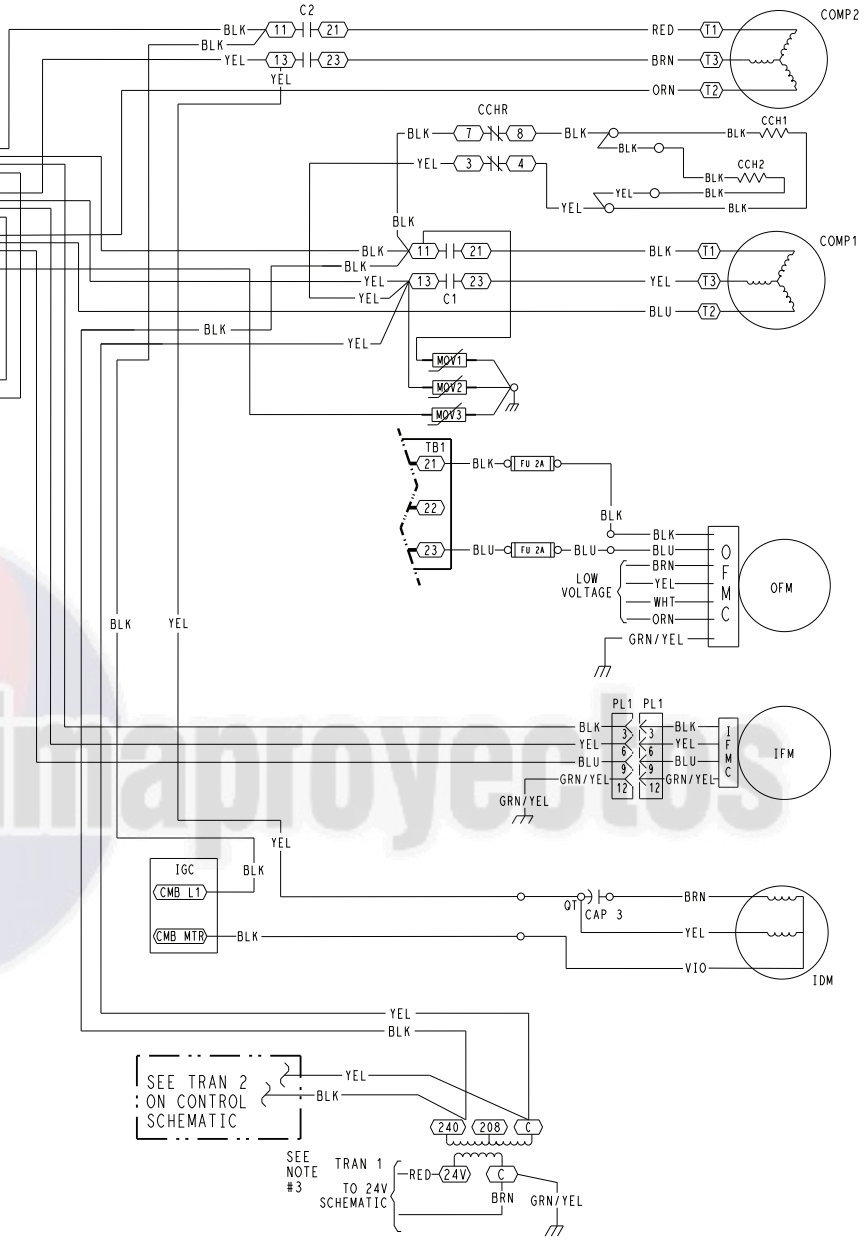 C2
COMP2
BLK 11 21 RED T1
BLK
YEL 13 23 BRN T3
YEL
ORN T2
CCHR
BLK 7 8 BLK BLK CCH1
BLK
YEL 3 4 BLK CCH2
YEL BLK
YEL BLK
BLK
COMP1
BLK 11 21 BLK T1
BLK
YEL 13 23 YEL T3
YEL C1
BLU T2
BLK
YEL
MOV1
MOV2
MOV3
TB1
21 BLK FU 2A
22
BLK
23 BLU FU 2A BLU
BLK
BLU
BRN
YEL
WHT
ORN
GRN/YEL
LOW
VOLTAGE
OFMC
OFM
BLK YEL
PL1 PL1
BLK 3 3 BLK
YEL 6 6 YEL
BLU 9 9 BLU
GRN/YEL 12 12 GRN/YEL
GRN/YEL
IFMC
IFM
imaproyectos
YEL
IGC
BLK
CMB L1
CMB MTR BLK
QT CAP 3
BRN
YEL
VIO
IDM
YEL
BLK
SEE TRAN 2
ON CONTROL
SCHEMATIC
YEL
BLK
240 208 C
SEE
NOTE
#3
TRAN 1
RED 24V C
TO 24V
SCHEMATIC
BRN GRN/YEL